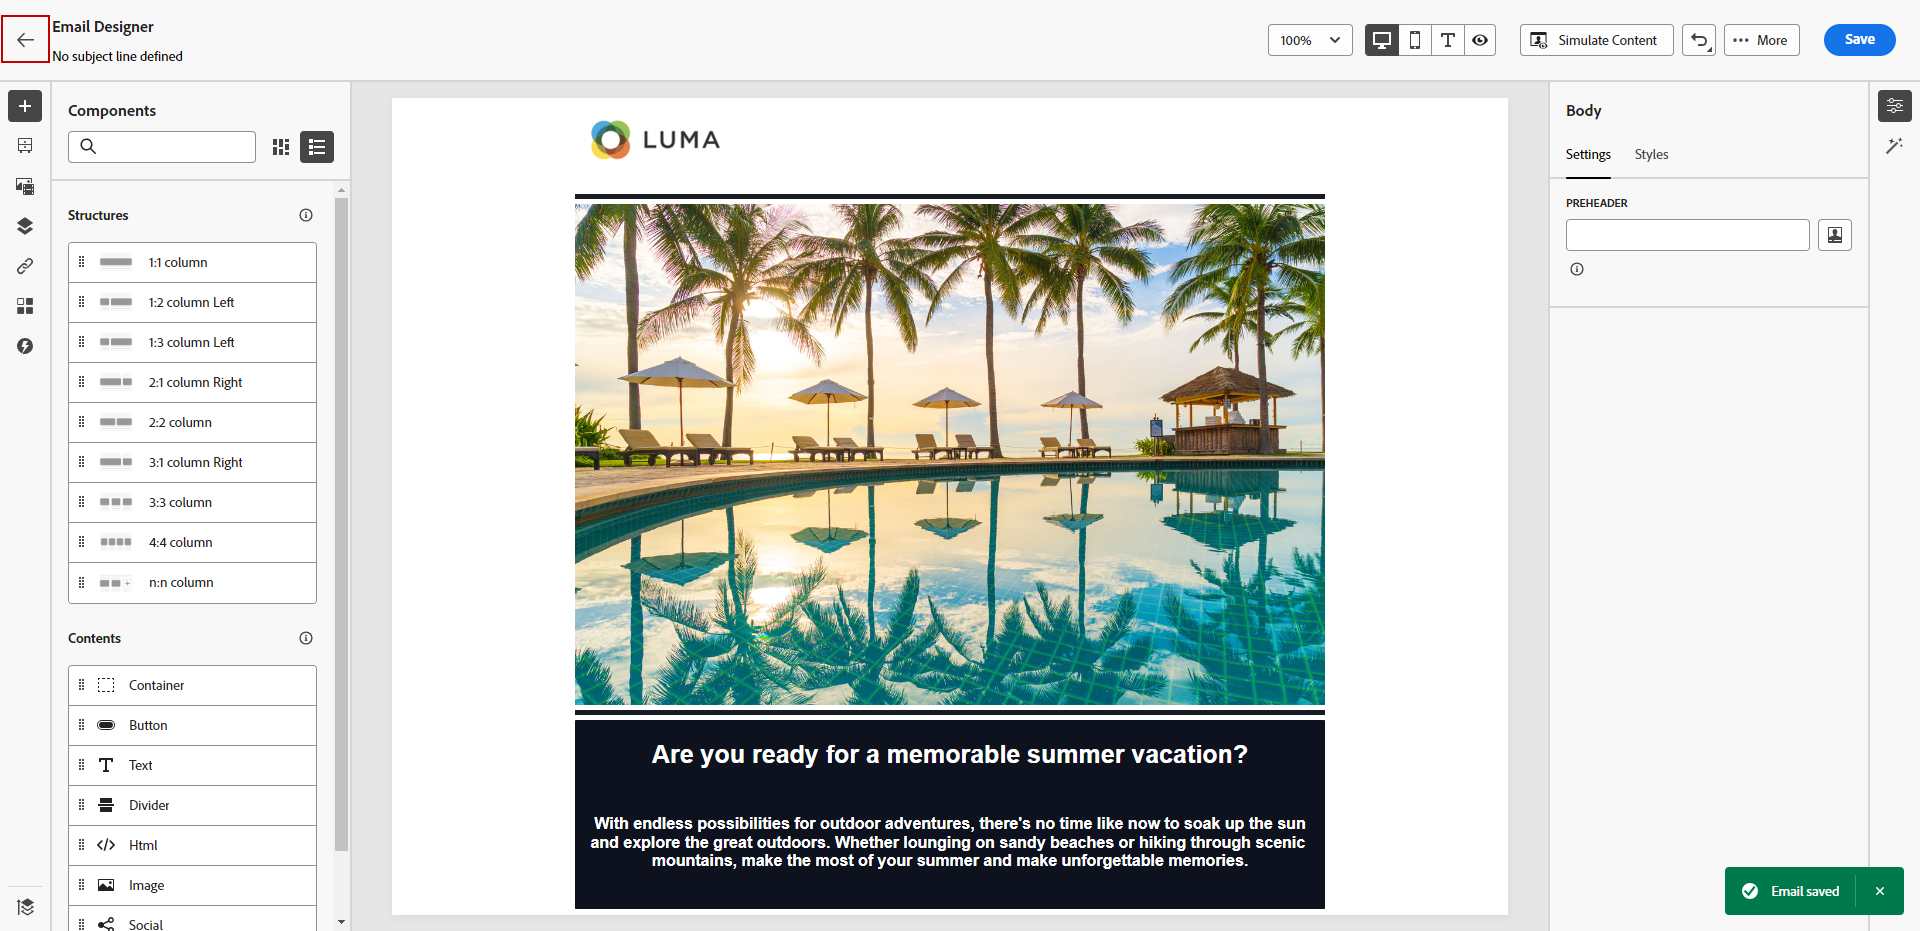 Email Designer
No subject line defined
100%
Simulate Content
More
Save
Components
Structures
1:1 column
1:2 column Left
1:3 column Left
2:1 column Right
2:2 column
3:1 column Right
3:3 column
4:4 column
n:n column
Contents
Container
Button
Text
Divider
Html
Image
Social
LUMA
Are you ready for a memorable summer vacation?
With endless possibilities for outdoor adventures, there's no time like now to soak up the sun
and explore the great outdoors. Whether lounging on sandy beaches or hiking through scenic
mountains, make the most of your summer and make unforgettable memories.
Body
Settings
Styles
PREHEADER
Email saved